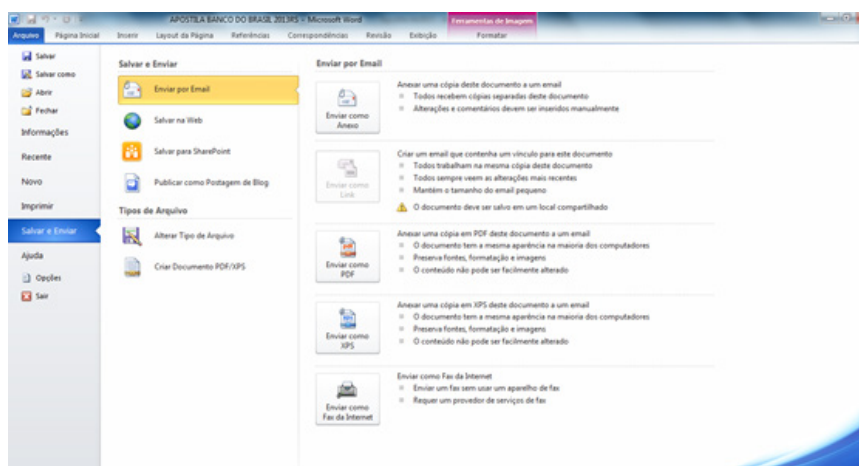 APOSTILA BANCO DO BRASIL 2013RS - Microsoft Word
Ferramentas de Imagem
Arquivo
Página Inicial
Inserir
Layout da Página
Referências
Correspondências
Revisão
Exibição
Formatar
Salvar
Salvar como
Abrir
Fechar
Informações
Recente
Novo
Imprimir
Salvar e Enviar
Ajuda
Opções
Sair
Salvar e Enviar
Enviar por Email
Salvar na Web
Salvar para SharePoint
Publicar como Postagem de Blog
Tipos de Arquivo
Alterar Tipo de Arquivo
Criar Documento PDF/XPS
Enviar por Email
Enviar como
Anexo
Anexar uma cópia deste documento a um email
Todos recebem cópias separadas deste documento
Alterações e comentários devem ser inseridos manualmente
Enviar como
Link
Criar um email que contenha um vínculo para este documento
Todos trabalham na mesma cópia deste documento
Todos sempre veem as alterações mais recentes
Mantém o tamanho do email pequeno
O documento deve ser salvo em um local compartilhado
Enviar como
PDF
Anexar uma cópia em PDF deste documento a um email
O documento tem a mesma aparência na maioria dos computadores
Preserva fontes, formatação e imagens
O conteúdo não pode ser facilmente alterado
Enviar como
XPS
Anexar uma cópia em XPS deste documento a um email
O documento tem a mesma aparência na maioria dos computadores
Preserva fontes, formatação e imagens
O conteúdo não pode ser facilmente alterado
Enviar como
Fax da Internet
Enviar como Fax da Internet
Enviar um fax sem usar um aparelho de fax
Requer um provedor de serviços de fax